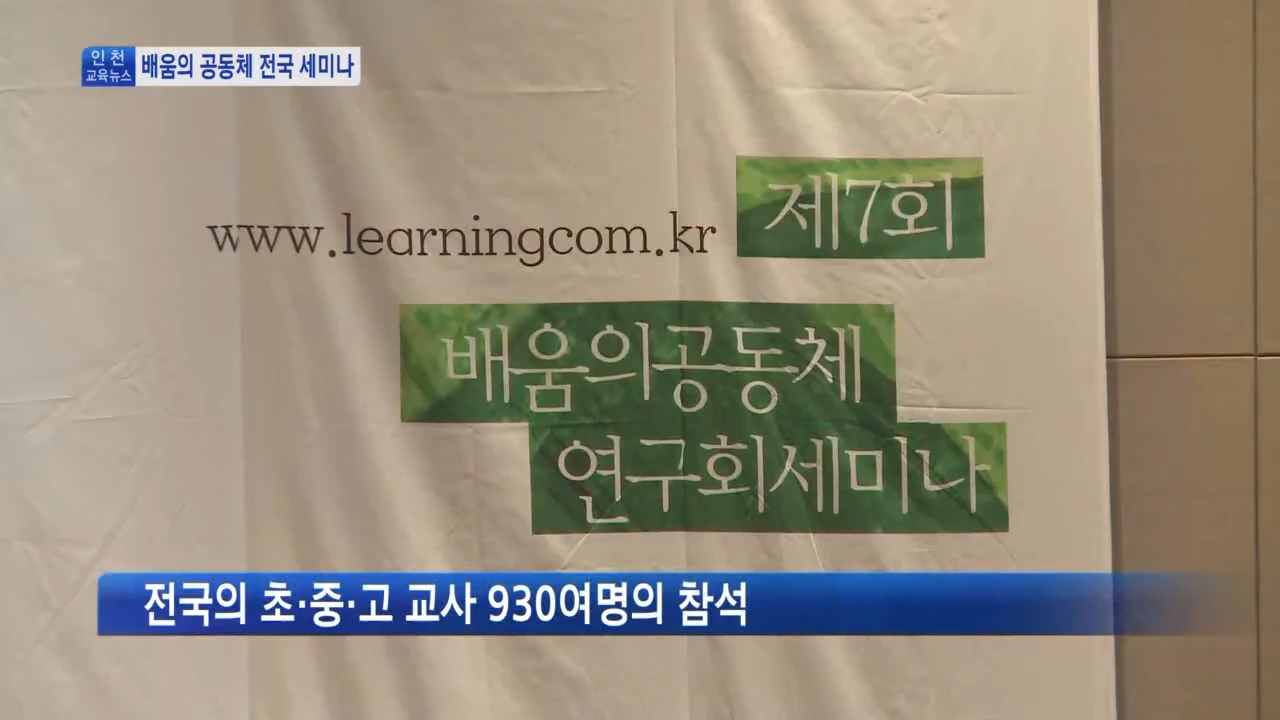 인천
교육뉴스
배움의 공동체 전국 세미나
제7회
www.learningcom.kr
배움의공동체
연구회세미나
전국의 초·중·고 교사 930여명의 참석